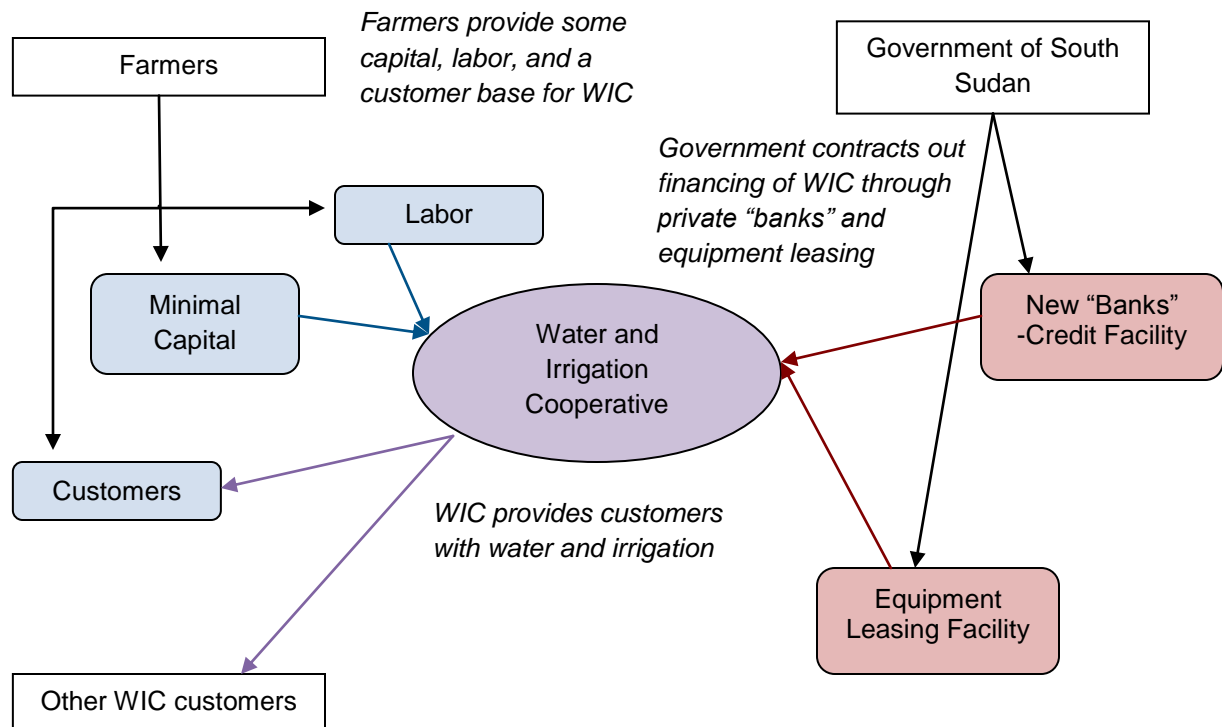 Farmers
Farmers provide some
capital, labor, and a
customer base for WIC
Government of South
Sudan
Government contracts out
financing of WIC through
private “banks” and
equipment leasing
Labor
Minimal
Capital
Water and
Irrigation
Cooperative
New “Banks”
-Credit Facility
Customers
WIC provides customers
with water and irrigation
Equipment
Leasing Facility
Other WIC customers